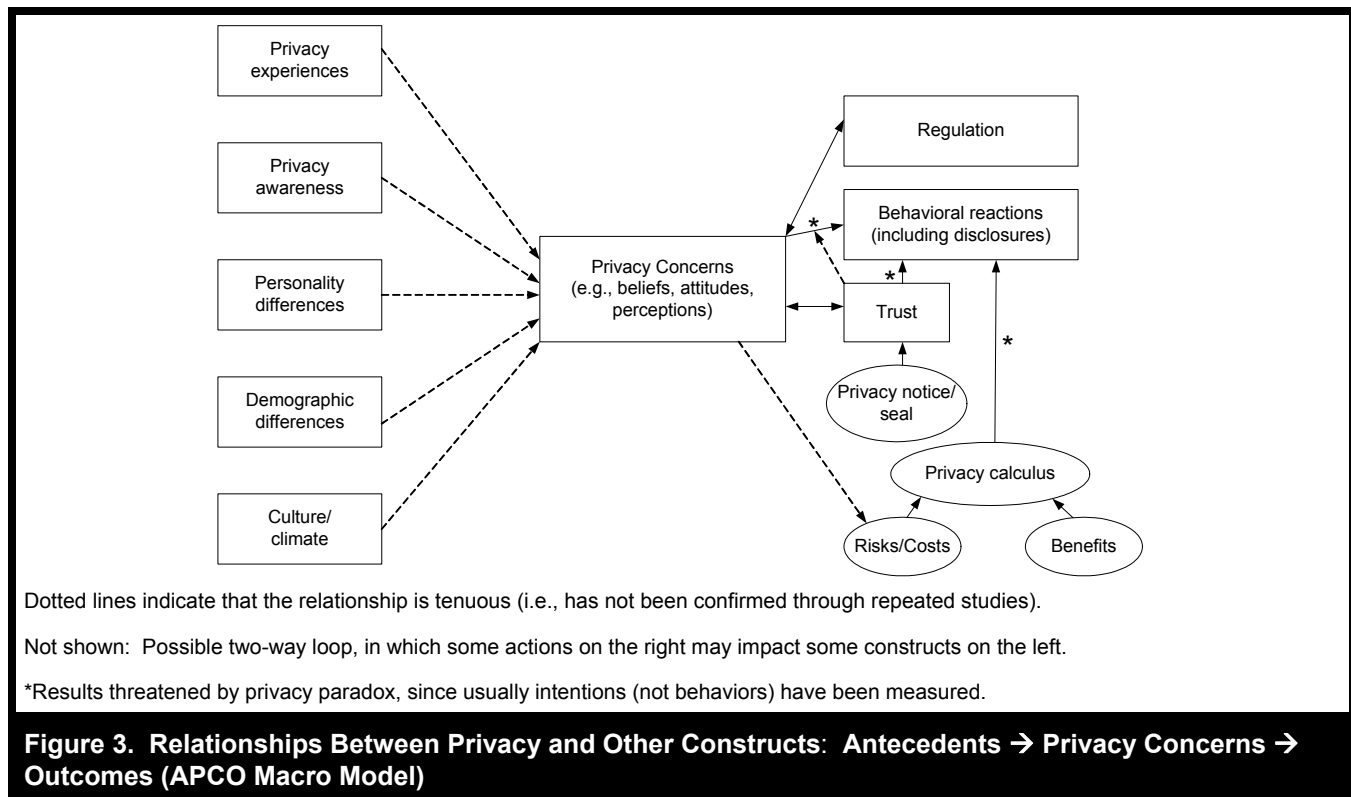 Privacy
experiences
Privacy
awareness
Personality
differences
Demographic
differences
Culture/
climate
Privacy Concerns
(e.g., beliefs, attitudes,
perceptions)
Regulation
*
Behavioral reactions
(including disclosures)
*
Trust
*
Privacy notice/
seal
Privacy calculus
Risks/Costs
Benefits
Dotted lines indicate that the relationship is tenuous (i.e., has not been confirmed through repeated studies).
Not shown: Possible two-way loop, in which some actions on the right may impact some constructs on the left.
*Results threatened by privacy paradox, since usually intentions (not behaviors) have been measured.
Figure 3. Relationships Between Privacy and Other Constructs: Antecedents → Privacy Concerns →
Outcomes (APCO Macro Model)